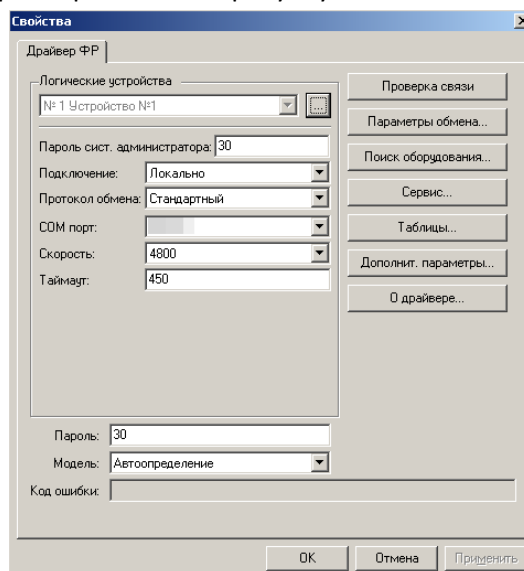 Свойства
Драйвер ФР
Логические устройства
№ 1 Устройство №1
...
Пароль сист. администратора: 30
Подключение: Локально
Протокол обмена: Стандартный
COM порт:
Скорость: 4800
Таймаут: 450
Проверка связи
Параметры обмена...
Поиск оборудования...
Сервис...
Таблицы...
Дополнит. параметры...
О драйвере...
Пароль: 30
Модель: Автоопределение
Код ошибки:
OK
Отмена
Применить